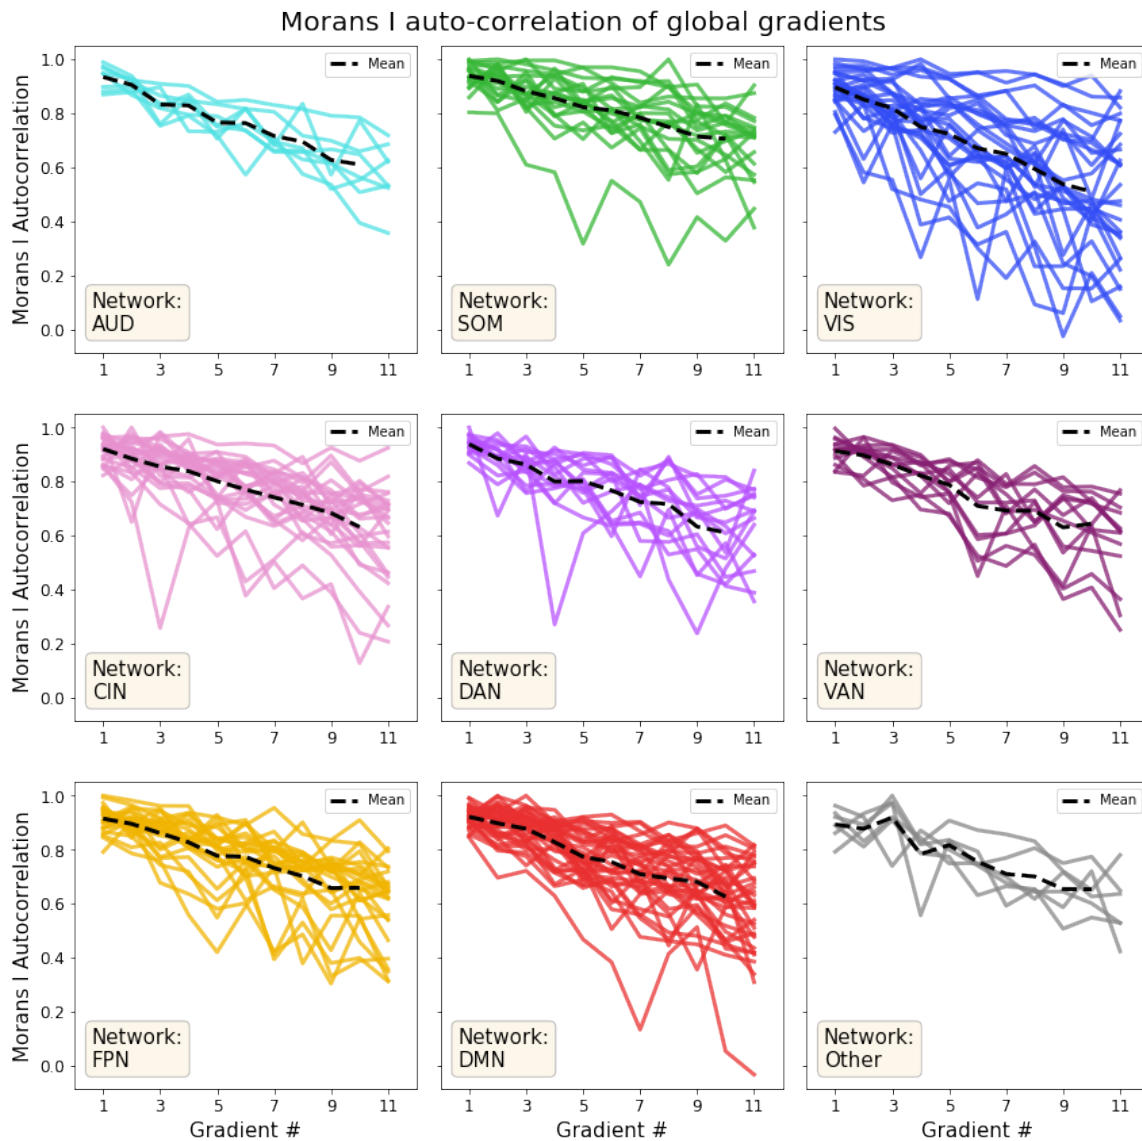 Morans I auto-correlation of global gradients
Morans I Autocorrelation
1.0
0.8
0.6
0.4
0.2
0.0
Mean
Network:
AUD
1 3 5 7 9 11
Mean
Network:
SOM
1 3 5 7 9 11
Mean
Network:
VIS
1 3 5 7 9 11
Morans I Autocorrelation
1.0
0.8
0.6
0.4
0.2
0.0
Mean
Network:
CIN
1 3 5 7 9 11
Mean
Network:
DAN
1 3 5 7 9 11
Mean
Network:
VAN
1 3 5 7 9 11
Morans I Autocorrelation
1.0
0.8
0.6
0.4
0.2
0.0
Mean
Network:
FPN
1 3 5 7 9 11
Gradient #
Mean
Network:
DMN
1 3 5 7 9 11
Gradient #
Mean
Network:
Other
1 3 5 7 9 11
Gradient #